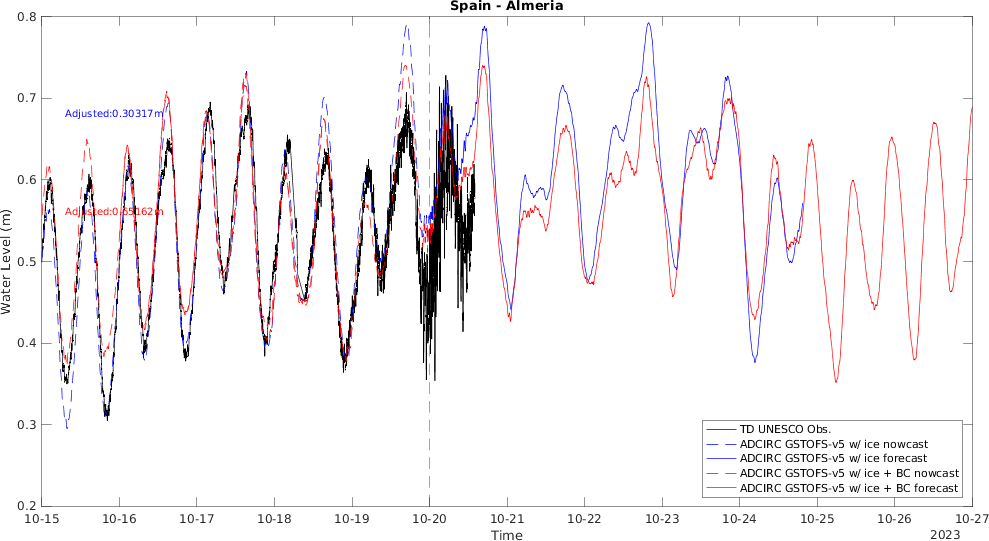 Spain - Almeria
0.8
0.7
0.6
0.5
0.4
0.3
0.2
Water Level (m)
Adjusted:0.30317m
Adjusted:0.55162m
TD UNESCO Obs.
ADCIRC GSTOFS-v5 w/ ice nowcast
ADCIRC GSTOFS-v5 w/ ice forecast
ADCIRC GSTOFS-v5 w/ ice + BC nowcast
ADCIRC GSTOFS-v5 w/ ice + BC forecast
10-15 10-16 10-17 10-18 10-19 10-20 10-21 10-22 10-23 10-24 10-25 10-26 10-27
Time
2023